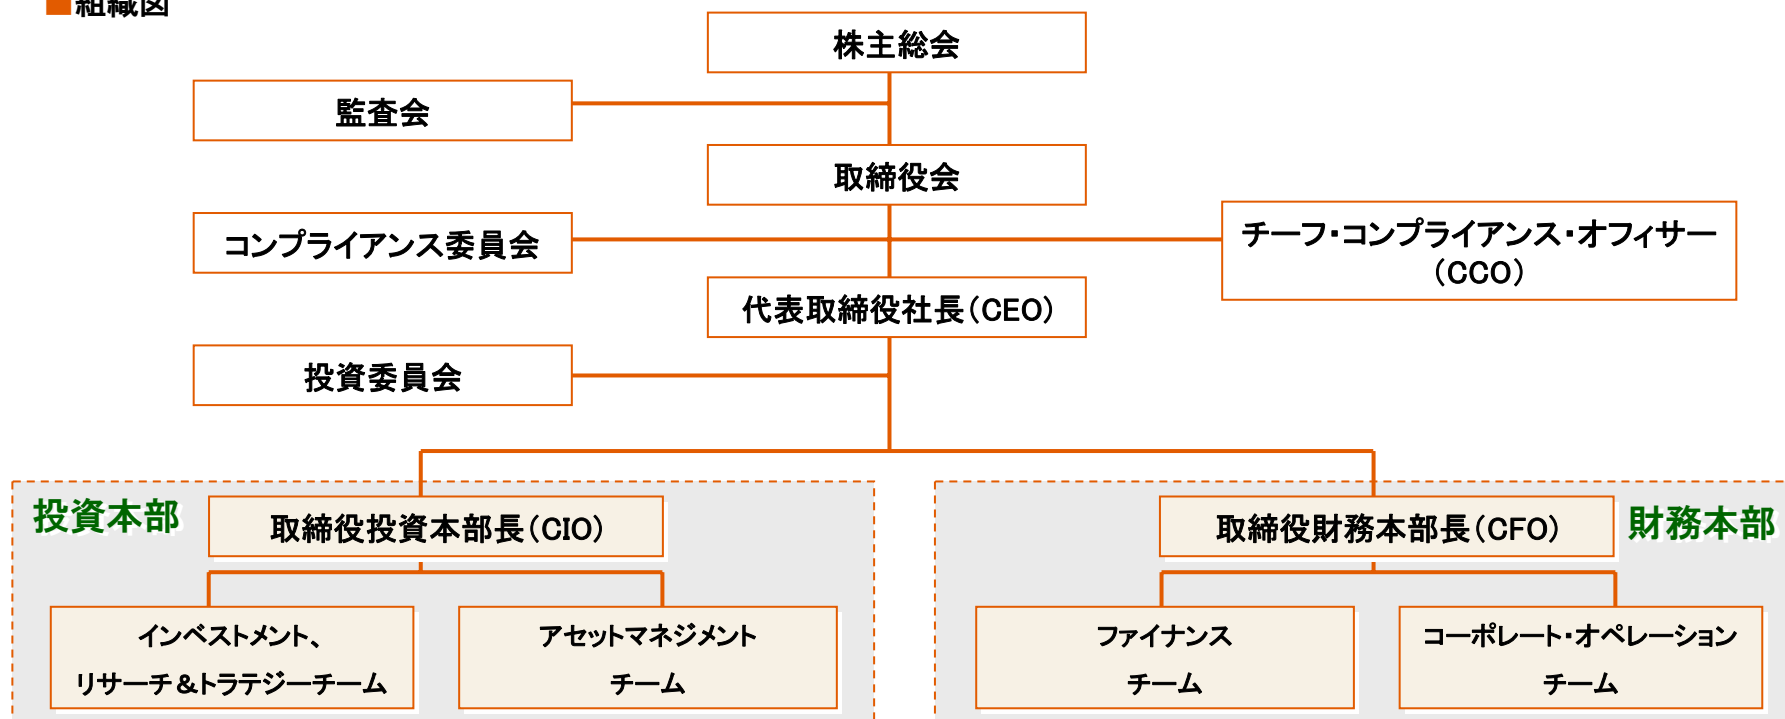 ■組織図
株主総会
監査会
取締役会
コンプライアンス委員会
チーフ・コンプライアンス・オフィサー
（CCO）
代表取締役社長（CEO）
投資委員会
投資本部
取締役投資本部長（CIO）
取締役財務本部長（CFO）
財務本部
インベストメント、
リサーチ＆トラテジーチーム
アセットマネジメント
チーム
ファイナンス
チーム
コーポレート・オペレーション
チーム